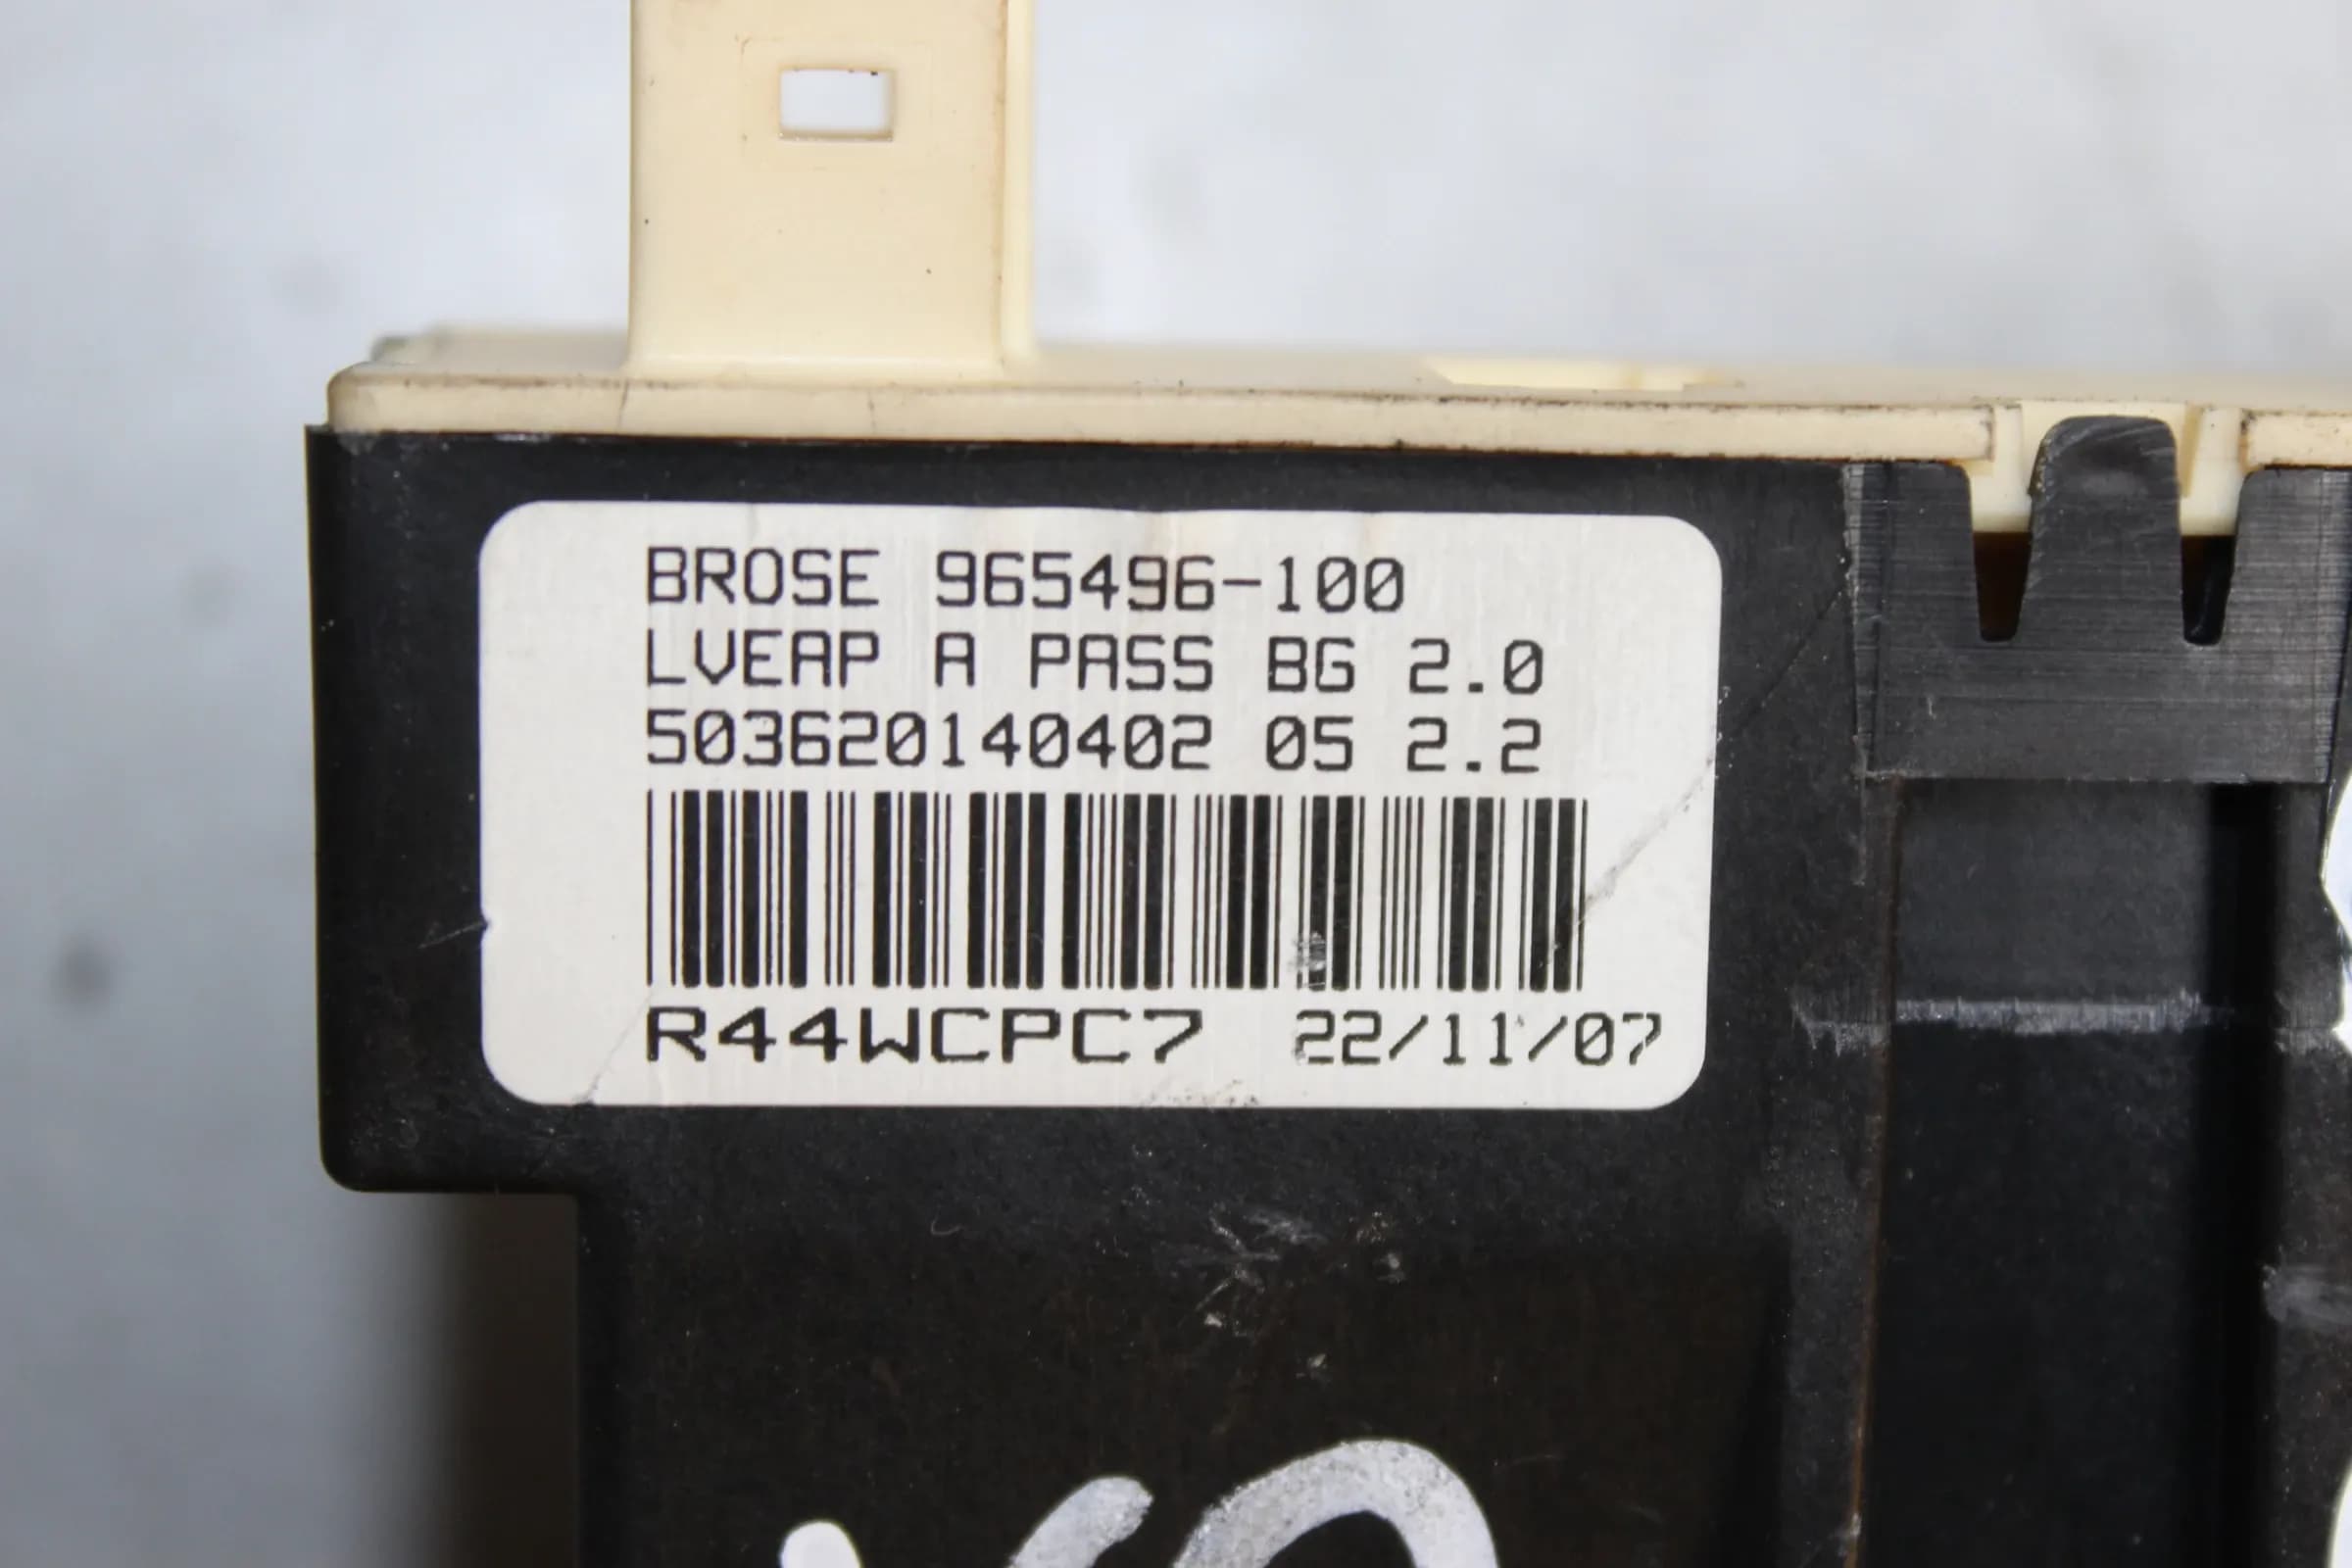 BROSE 965496-100
LVEAP A PASS BG 2.0
503620140402 05 2.2
R44WCPC7 22/11/07